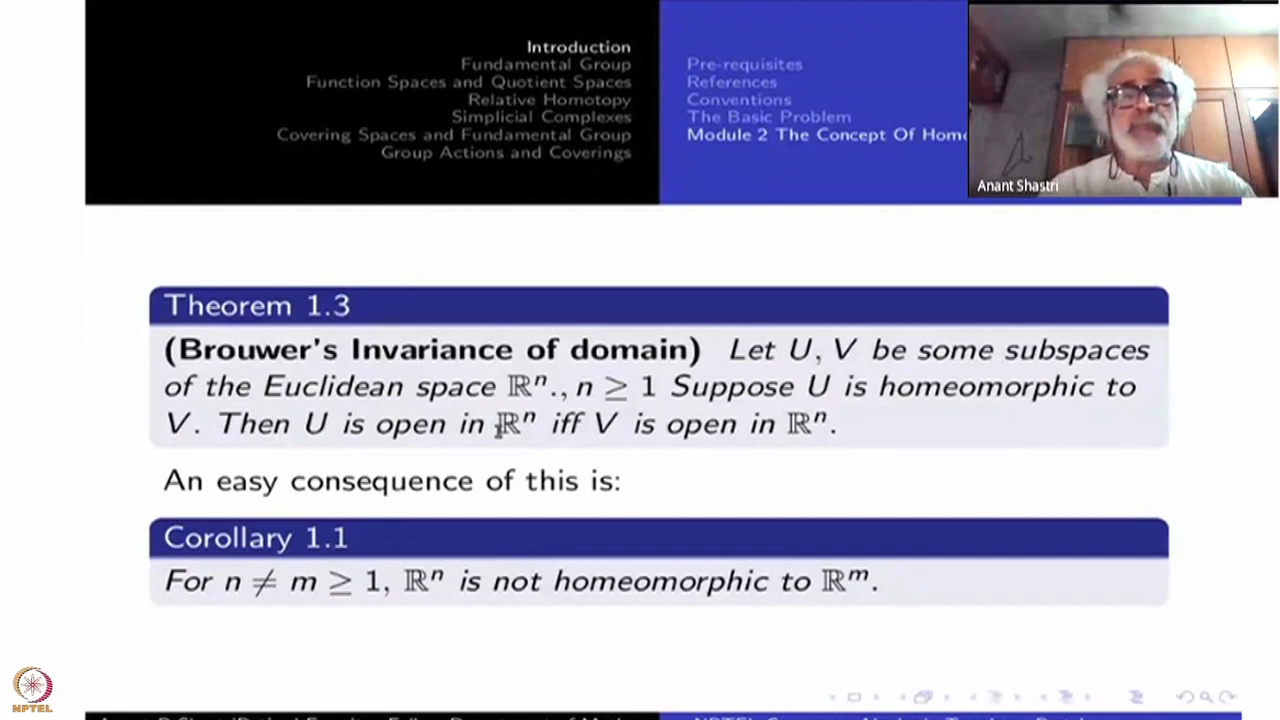 Introduction
Fundamental Group
Function Spaces and Quotient Spaces
Relative Homotopy
Simplicial Complexes
Covering Spaces and Fundamental Group
Group Actions and Coverings
Pre-requisites
References
Conventions
The Basic Problem
Module 2 The Concept Of Homo
Anant Shastri
Theorem 1.3
(Brouwer's Invariance of domain) Let U, V be some subspaces
of the Euclidean space ℝⁿ., n ≥ 1 Suppose U is homeomorphic to
V. Then U is open in ℝⁿ iff V is open in ℝⁿ.
An easy consequence of this is:
Corollary 1.1
For n ≠ m ≥ 1, ℝⁿ is not homeomorphic to ℝᵐ.
NPTEL